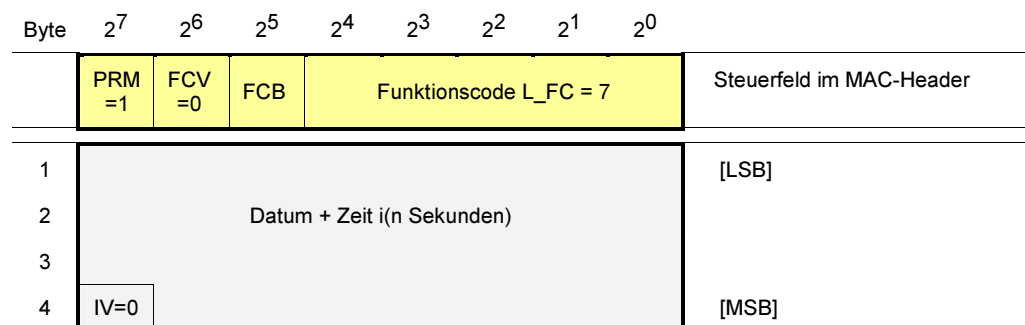 Byte 2^7 2^6 2^5 2^4 2^3 2^2 2^1 2^0
PRM =1 FCV =0 FCB Funktionscode L_FC = 7 Steuerfeld im MAC-Header
1 [LSB]
2 Datum + Zeit i(n Sekunden)
3
4 IV=0 [MSB]